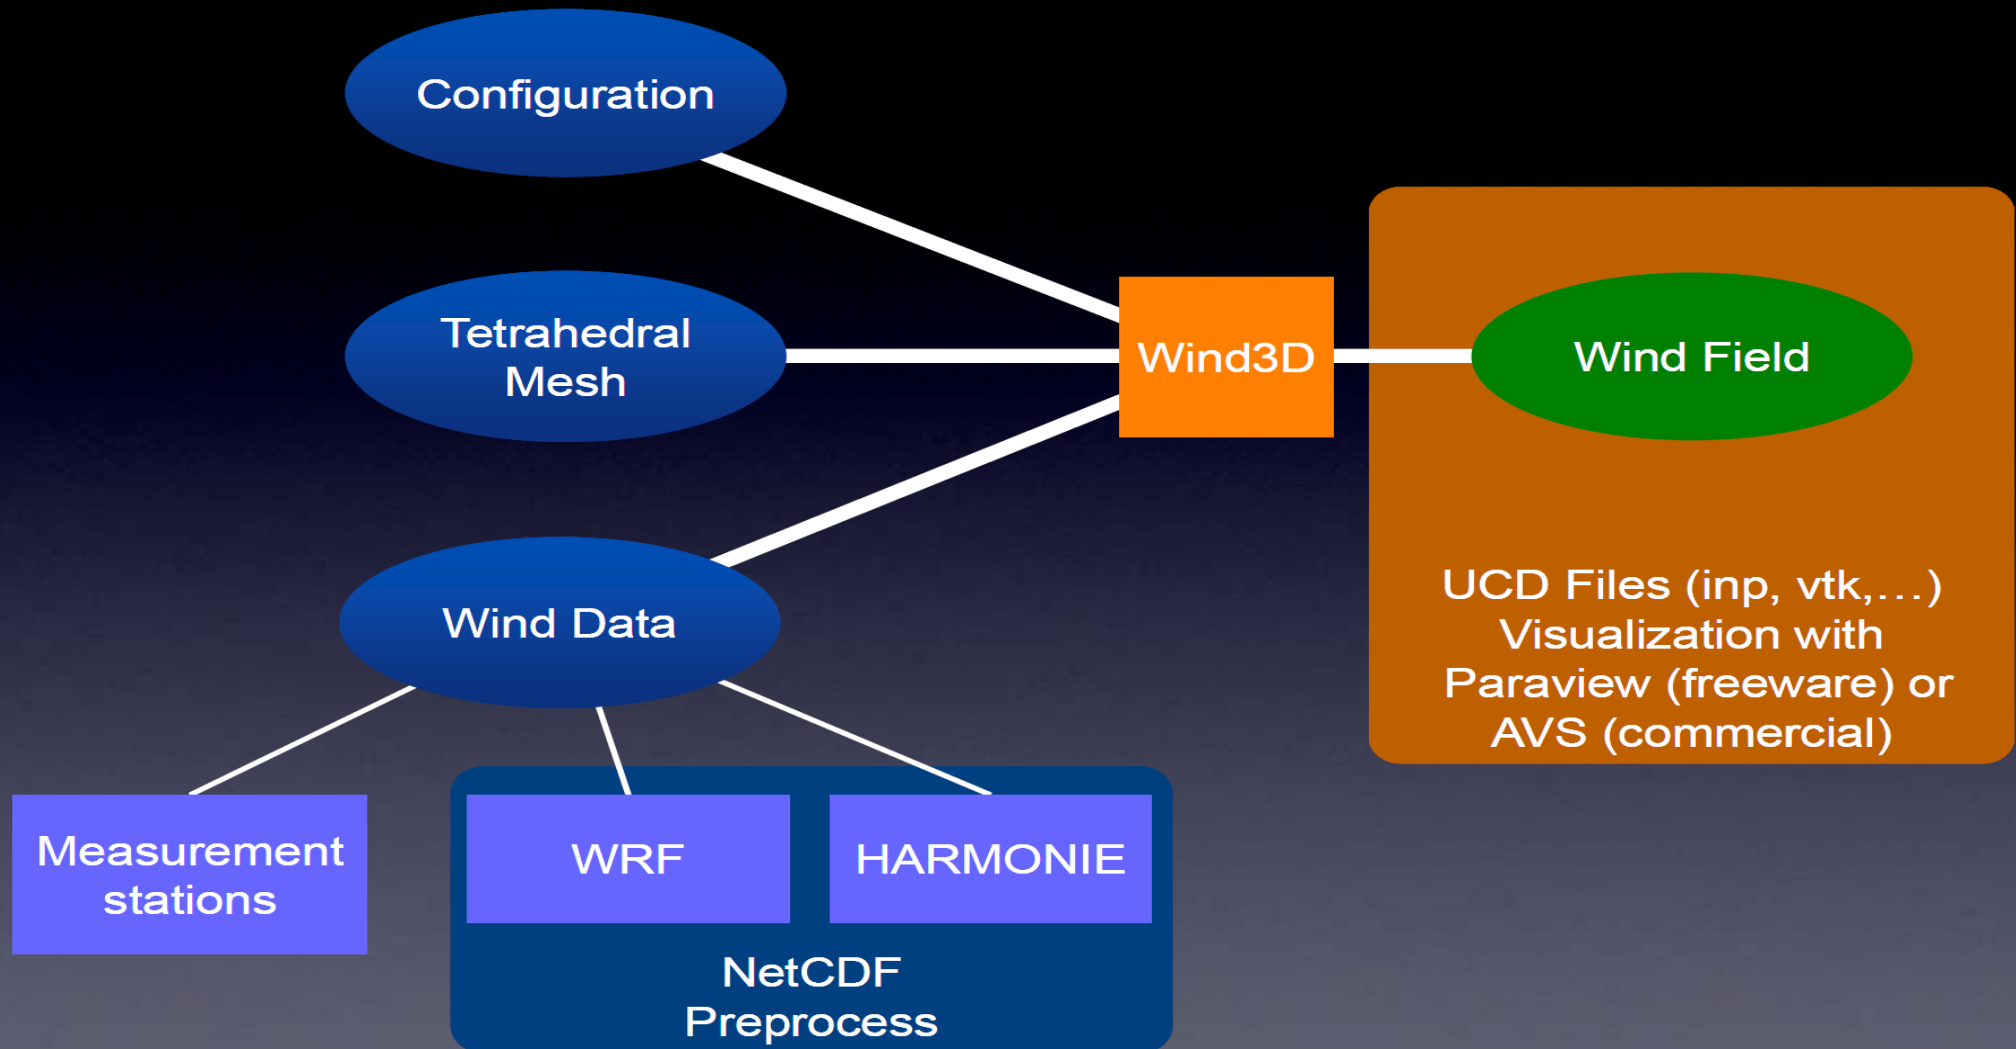 Configuration
Tetrahedral
Mesh
Wind3D
Wind Field
Wind Data
UCD Files (inp, vtk,...)
Visualization with
Paraview (freeware) or
AVS (commercial)
Measurement
stations
WRF
HARMONIE
NetCDF
Preprocess